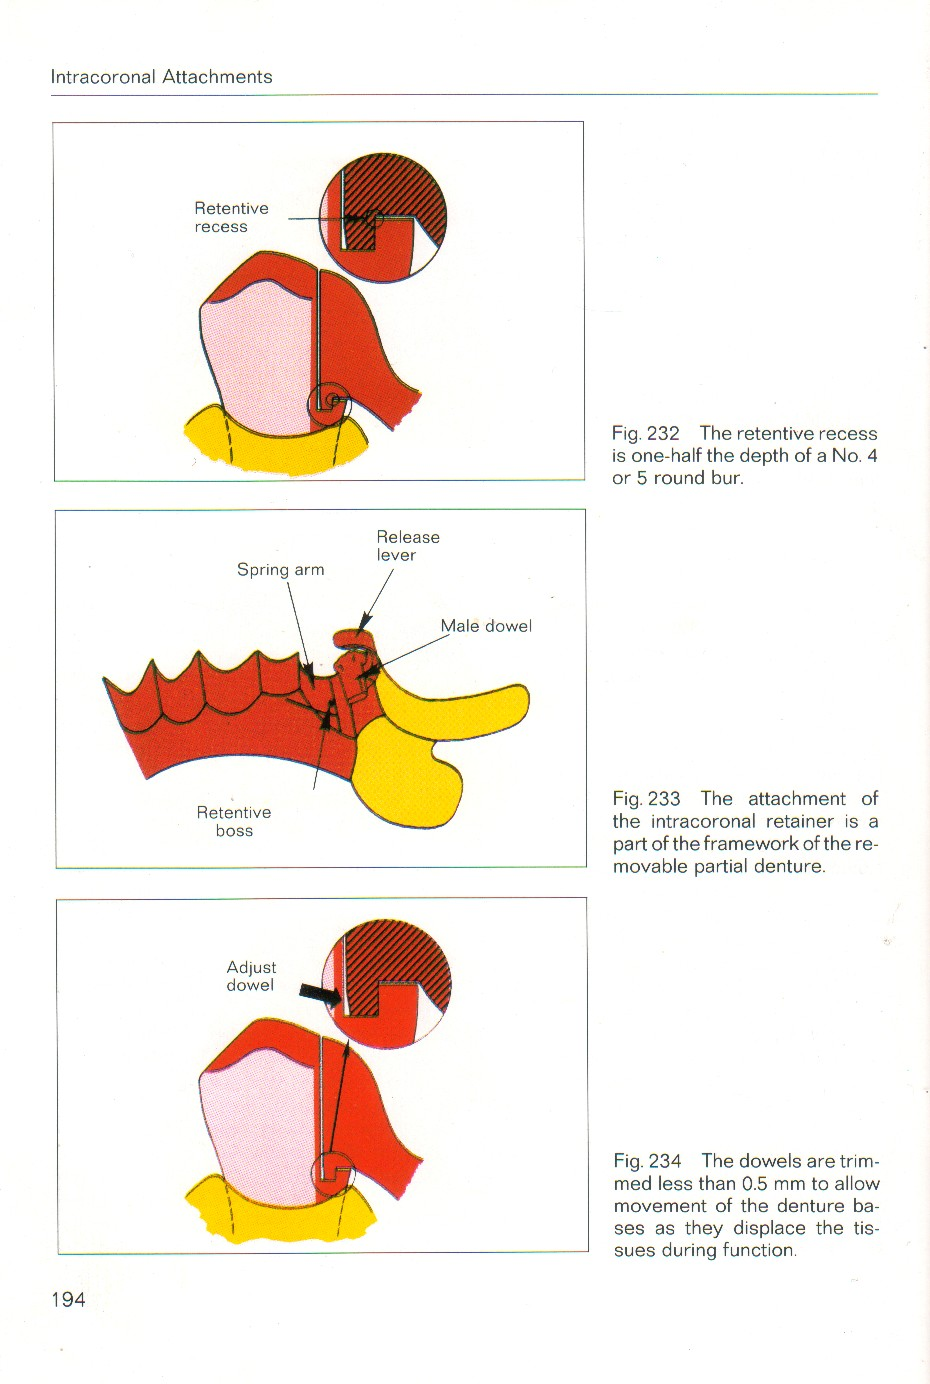 Intracoronal Attachments
Retentive
recess
Fig. 232 The retentive recess
is one-half the depth of a No. 4
or 5 round bur.
Release
lever
Spring arm
Male dowel
Retentive
boss
Fig. 233 The attachment of
the intracoronal retainer is a
part of the framework of the re-
movable partial denture.
Adjust
dowel
Fig. 234 The dowels are trim-
med less than 0.5 mm to allow
movement of the denture ba-
ses as they displace the tis-
sues during function.
194